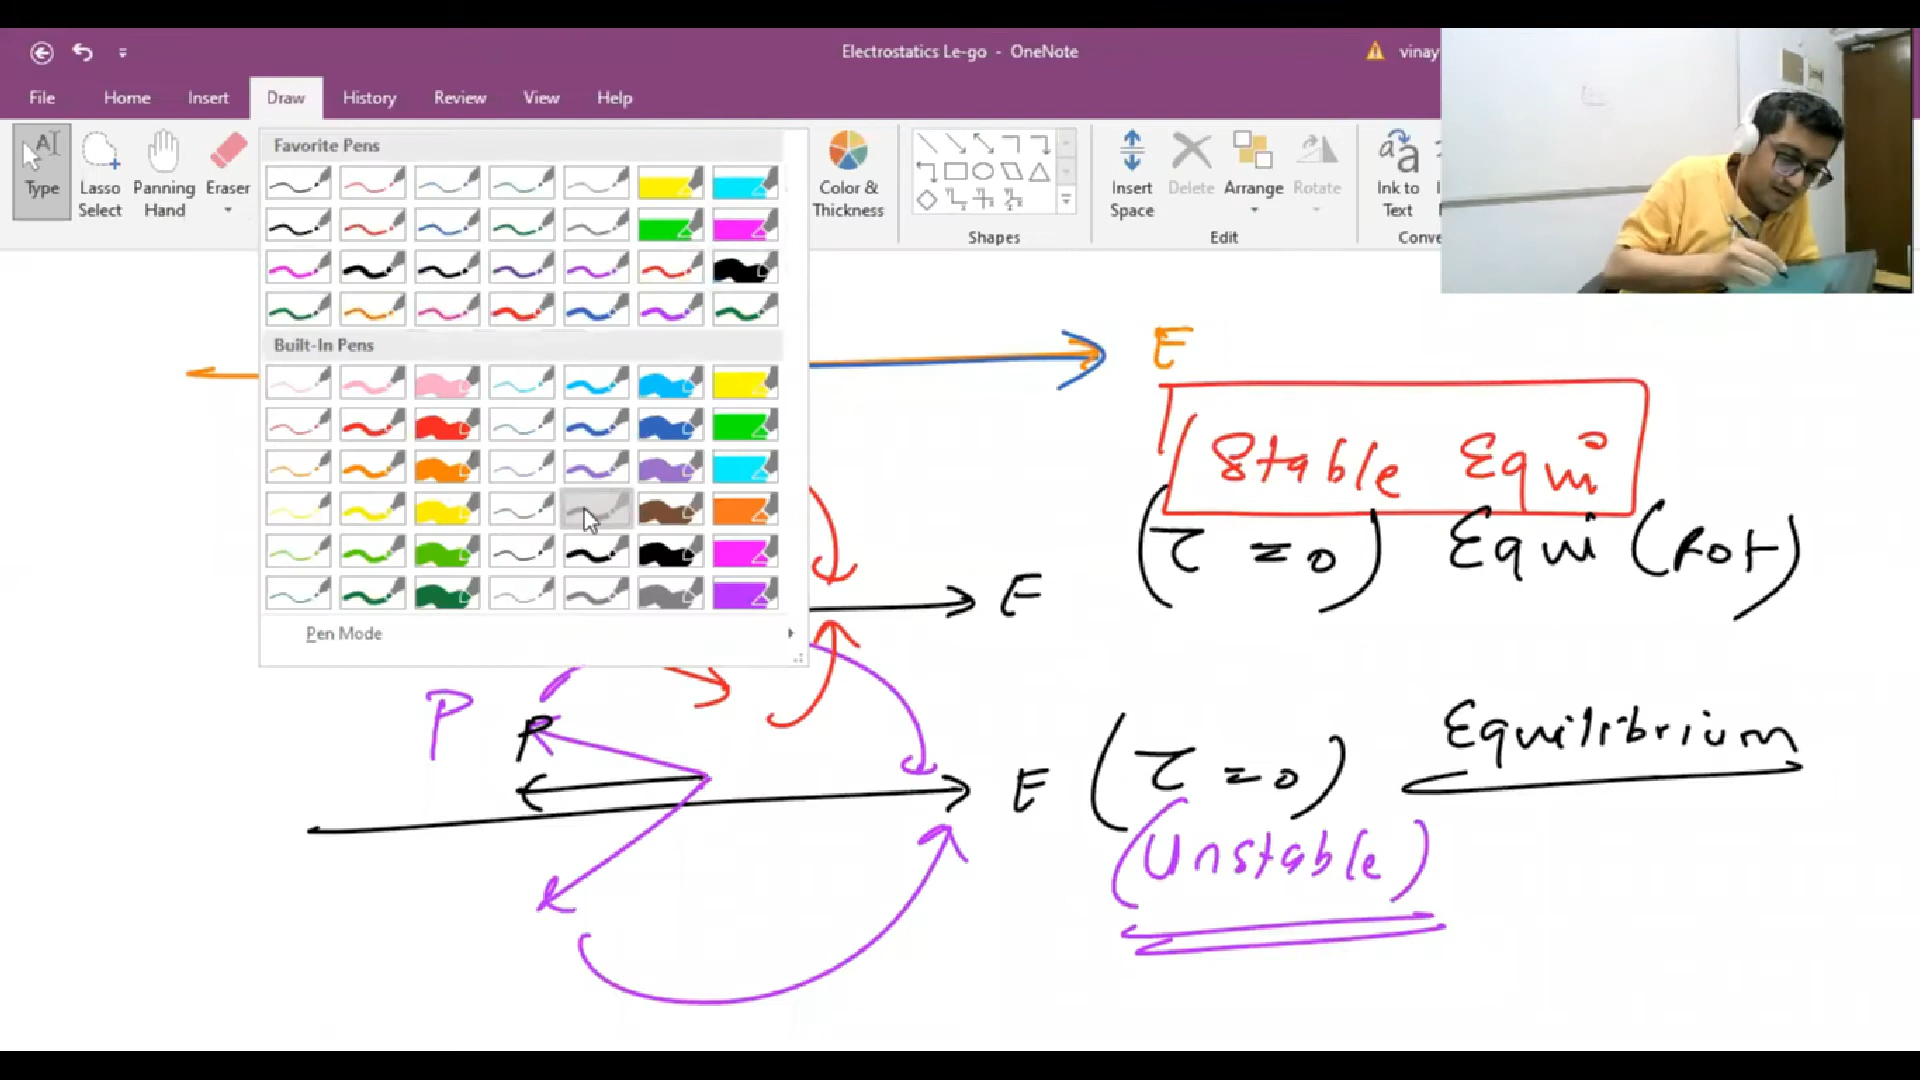 Electrostatics Le-go - OneNote
vinay
File Home Insert Draw History Review View Help
Type
Lasso Select
Panning Hand
Eraser
Favorite Pens
Built-In Pens
Pen Mode
Color & Thickness
Shapes
Insert Space
Delete
Arrange
Rotate
Edit
Ink to Text
Conve
E
Stable Equi
(τ = 0) Equi (Rot)
E
P
P
E (τ = 0) Equilibrium
(Unstable)